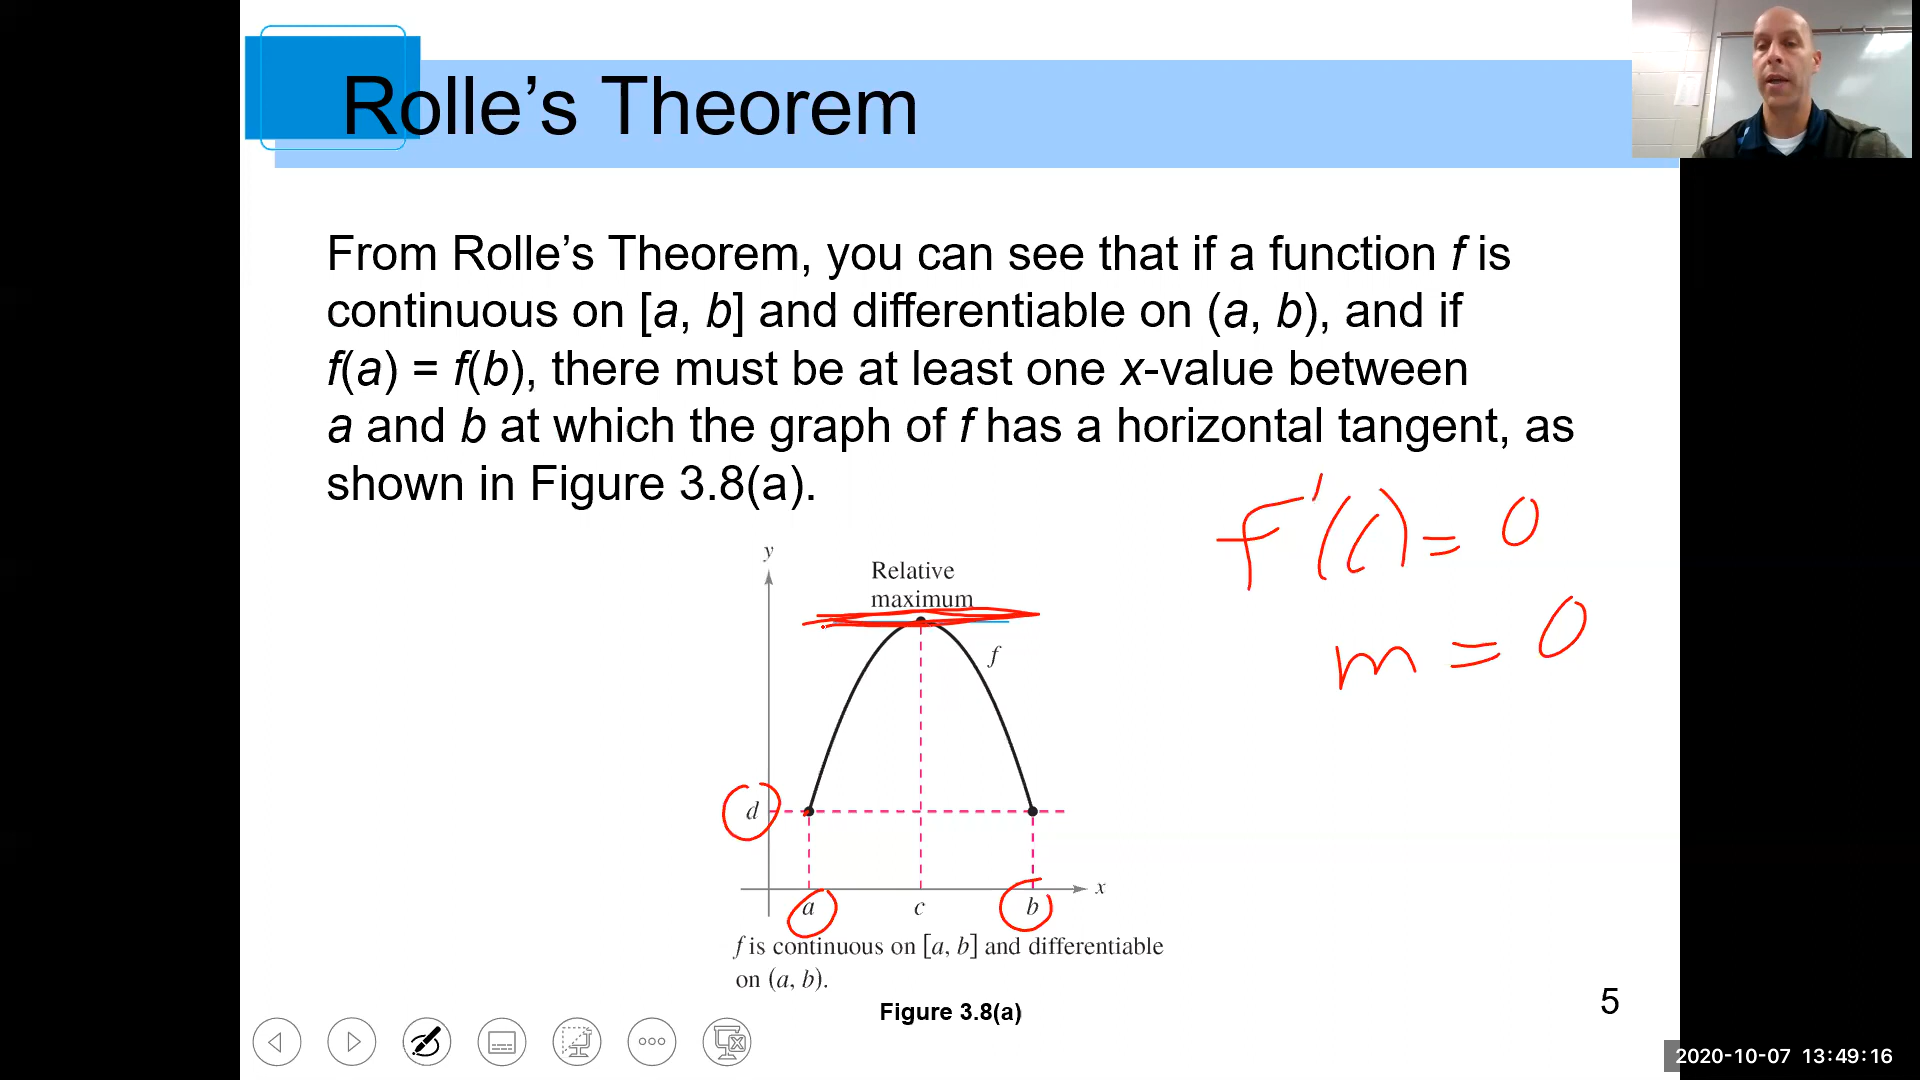 Rolle’s Theorem
From Rolle’s Theorem, you can see that if a function f is
continuous on [a, b] and differentiable on (a, b), and if
f(a) = f(b), there must be at least one x-value between
a and b at which the graph of f has a horizontal tangent, as
shown in Figure 3.8(a).
f'(c) = 0
m = 0
y
Relative
maximum
f
d
x
a c b
f is continuous on [a, b] and differentiable
on (a, b).
Figure 3.8(a)
5
2020-10-07 13:49:16